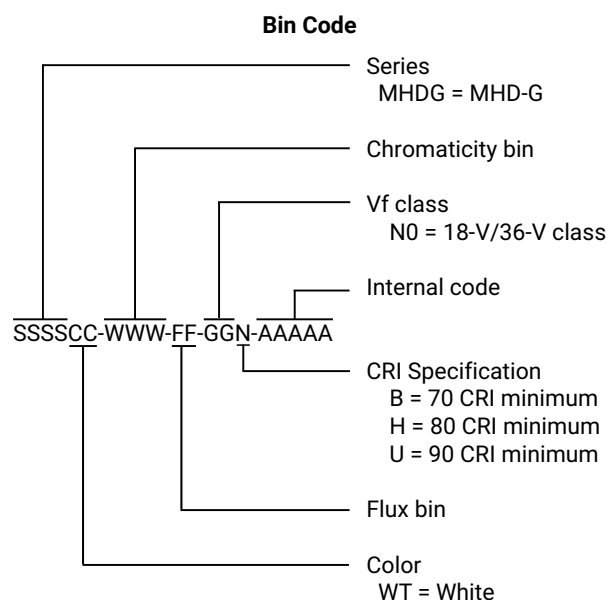 Bin Code
Series
MHDG = MHD-G
Chromaticity bin
Vf class
N0 = 18-V/36-V class
Internal code
SSSSCC-WWW-FF-GGN-AAAAA
CRI Specification
B = 70 CRI minimum
H = 80 CRI minimum
U = 90 CRI minimum
Flux bin
Color
WT = White